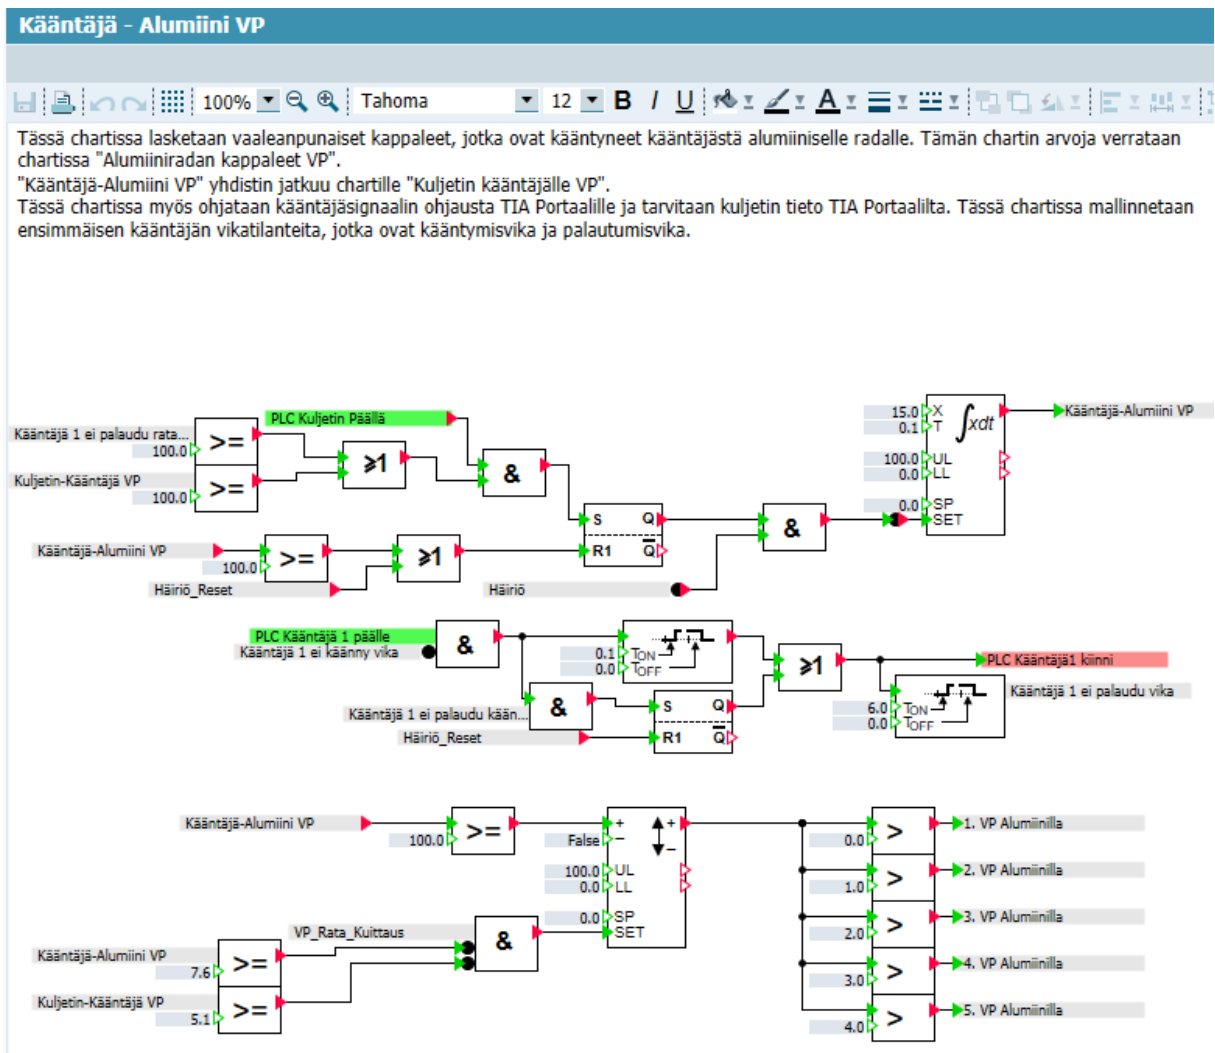 Kääntäjä - Alumiini VP
100% Tahoma 12 B I U A
Tässä chartissa lasketaan vaaleanpunaiset kappaleet, jotka ovat kääntyneet kääntäjästä alumiiniselle radalle. Tämän chartin arvoja verrataan
chartissa "Alumiiniradan kappaleet VP".
"Kääntäjä-Alumiini VP" yhdistin jatkuu chartille "Kuljetin kääntäjälle VP".
Tässä chartissa myös ohjataan kääntäjäsignaalin ohjausta TIA Portaalille ja tarvitaan kuljetin tieto TIA Portaalilta. Tässä chartissa mallinnetaan
ensimmäisen kääntäjän vikatilanteita, jotka ovat kääntymisvika ja palautumisvika.
PLC Kuljetin Päällä
Kääntäjä 1 ei palaudu rata...
100.0
>=
Kuljetin-Kääntäjä VP
100.0
>=
≥1
&
S Q
R1 Q
&
15.0 X
0.1 T
∫xdt
100.0 UL
0.0 LL
0.0 SP
SET
Kääntäjä-Alumiini VP
Kääntäjä-Alumiini VP
100.0
>=
≥1
Häiriö_Reset
Häiriö
PLC Kääntäjä 1 päälle
Kääntäjä 1 ei käänny vika
&
0.1 TON
0.0 TOFF
≥1
PLC Kääntäjä1 kiinni
Kääntäjä 1 ei palaudu vika
6.0 TON
0.0 TOFF
Kääntäjä 1 ei palaudu kään...
&
S Q
R1 Q
Häiriö_Reset
Kääntäjä-Alumiini VP
100.0
>=
+
False −
+
−
100.0 UL
0.0 LL
0.0 SP
SET
0.0 > 1. VP Alumiinilla
1.0 > 2. VP Alumiinilla
2.0 > 3. VP Alumiinilla
3.0 > 4. VP Alumiinilla
4.0 > 5. VP Alumiinilla
VP_Rata_Kuittaus
&
Kääntäjä-Alumiini VP
7.6
>=
Kuljetin-Kääntäjä VP
5.1
>=